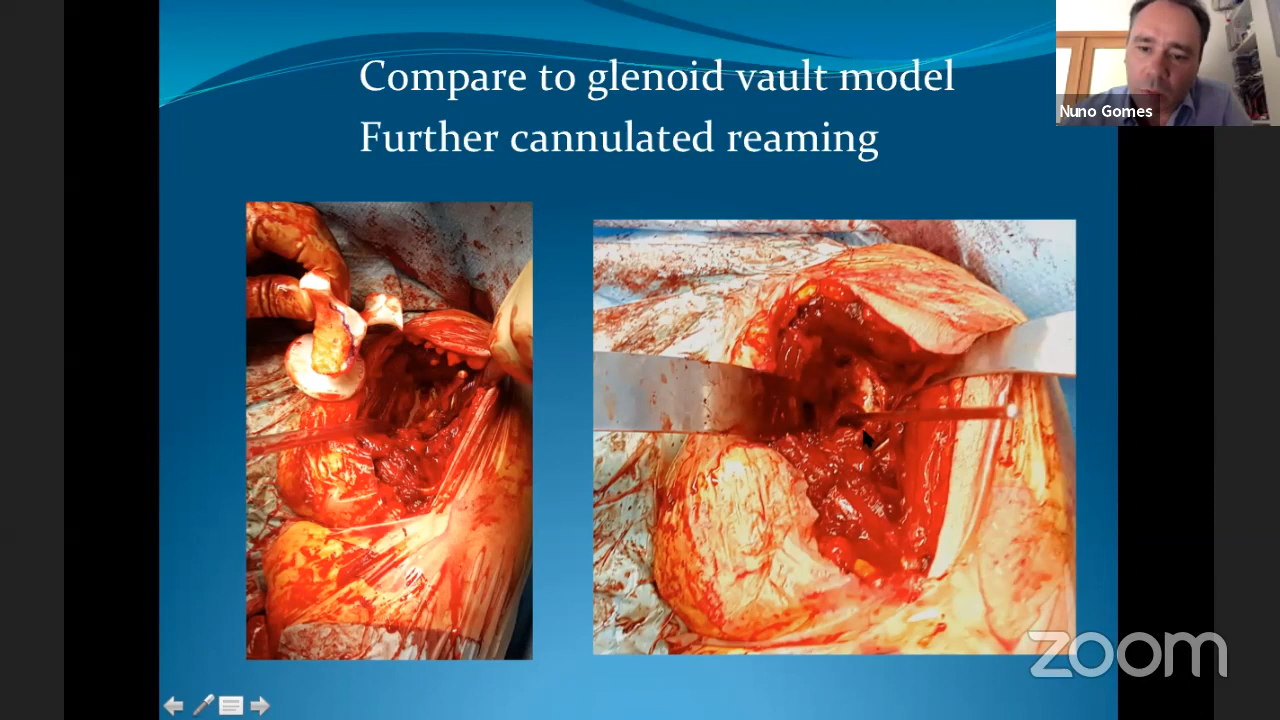 Compare to glenoid vault model
Further cannulated reaming
Nuno Gomes
zoom